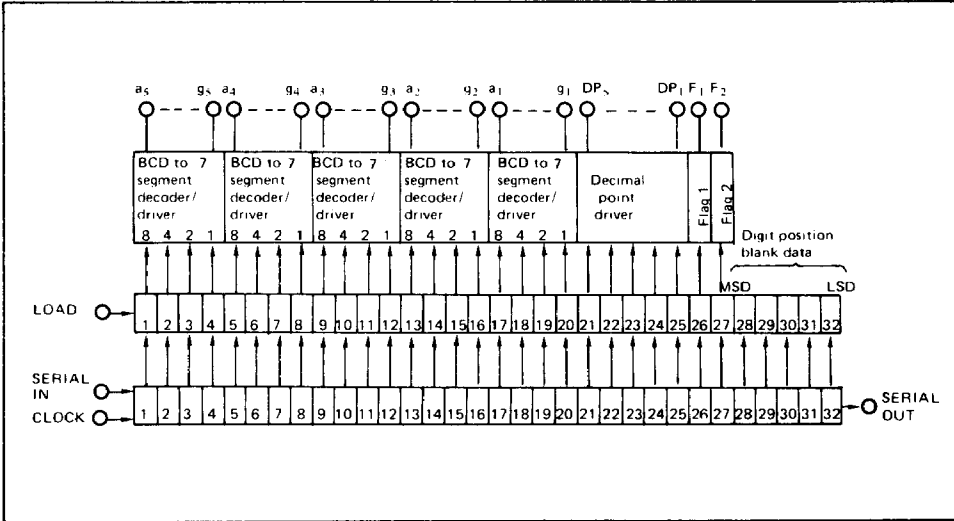 a5 g5 a4 g4 a3 g3 a2 g2 a1 g1 DP5 DP1 F1 F2
BCD to 7 BCD to 7 BCD to 7 BCD to 7 BCD to 7
segment segment segment segment segment Decimal
decoder/ decoder/ decoder/ decoder/ decoder/ point
driver driver driver driver driver driver
Flag 1
Flag 2
8 4 2 1 8 4 2 1 8 4 2 1 8 4 2 1 8 4 2 1
Digit position
blank data
MSD LSD
LOAD
1 2 3 4 5 6 7 8 9 10 11 12 13 14 15 16 17 18 19 20 21 22 23 24 25 26 27 28 29 30 31 32
SERIAL
IN
CLOCK
1 2 3 4 5 6 7 8 9 10 11 12 13 14 15 16 17 18 19 20 21 22 23 24 25 26 27 28 29 30 31 32
SERIAL
OUT